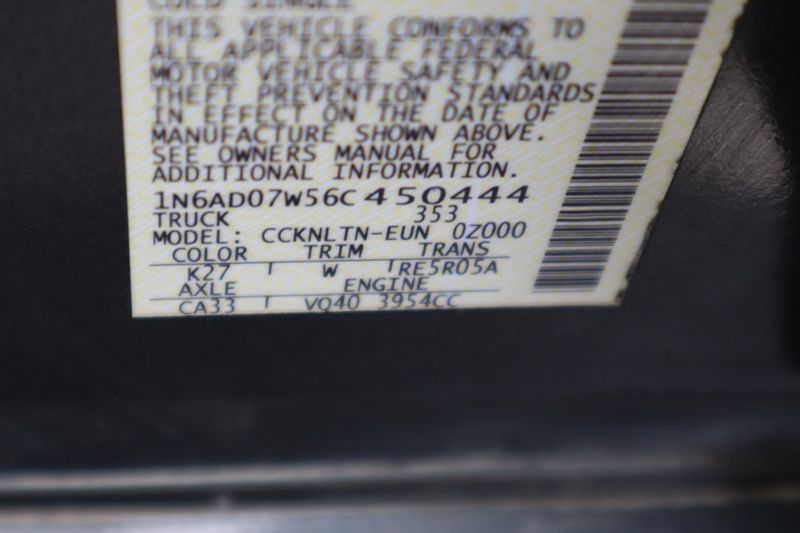 COLD SINGLE
THIS VEHICLE CONFORMS TO
ALL APPLICABLE FEDERAL
MOTOR VEHICLE SAFETY AND
THEFT PREVENTION STANDARDS
IN EFFECT ON THE DATE OF
MANUFACTURE SHOWN ABOVE.
SEE OWNERS MANUAL FOR
ADDITIONAL INFORMATION.
1N6AD07W56C450444
TRUCK 353
MODEL: CCKNLTN-EUN 0Z000
COLOR TRIM TRANS
K27 W RE5R05A
AXLE ENGINE
CA33 VQ40 3954CC